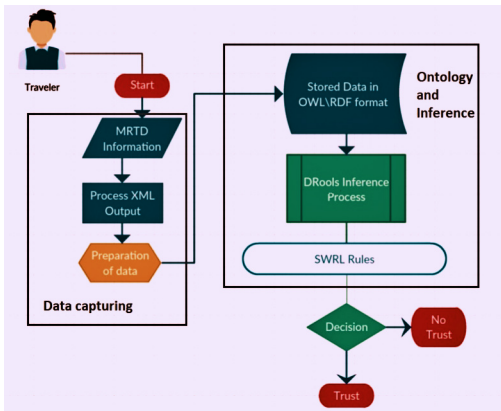 Traveler
Start
MRTD
Information
Process XML
Output
Preparation
of data
Data capturing
Stored Data in
OWL\RDF format
Ontology
and
Inference
DRools Inference
Process
SWRL Rules
Decision
No
Trust
Trust